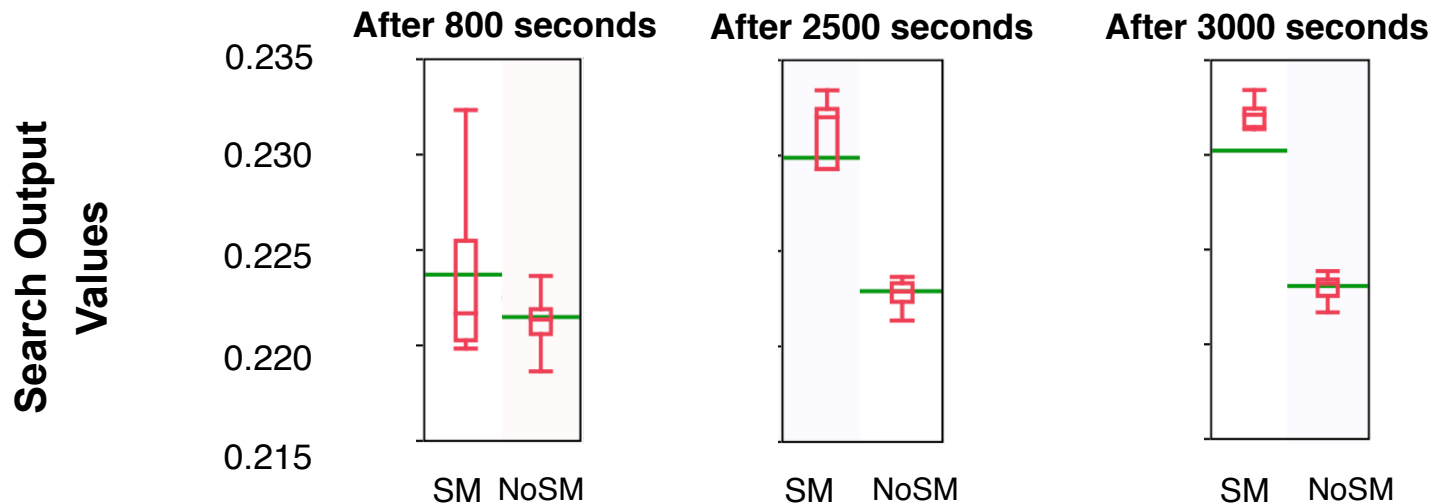 After 800 seconds
After 2500 seconds
After 3000 seconds
Search Output
Values
0.235
0.230
0.225
0.220
0.215
SM NoSM
SM NoSM
SM NoSM